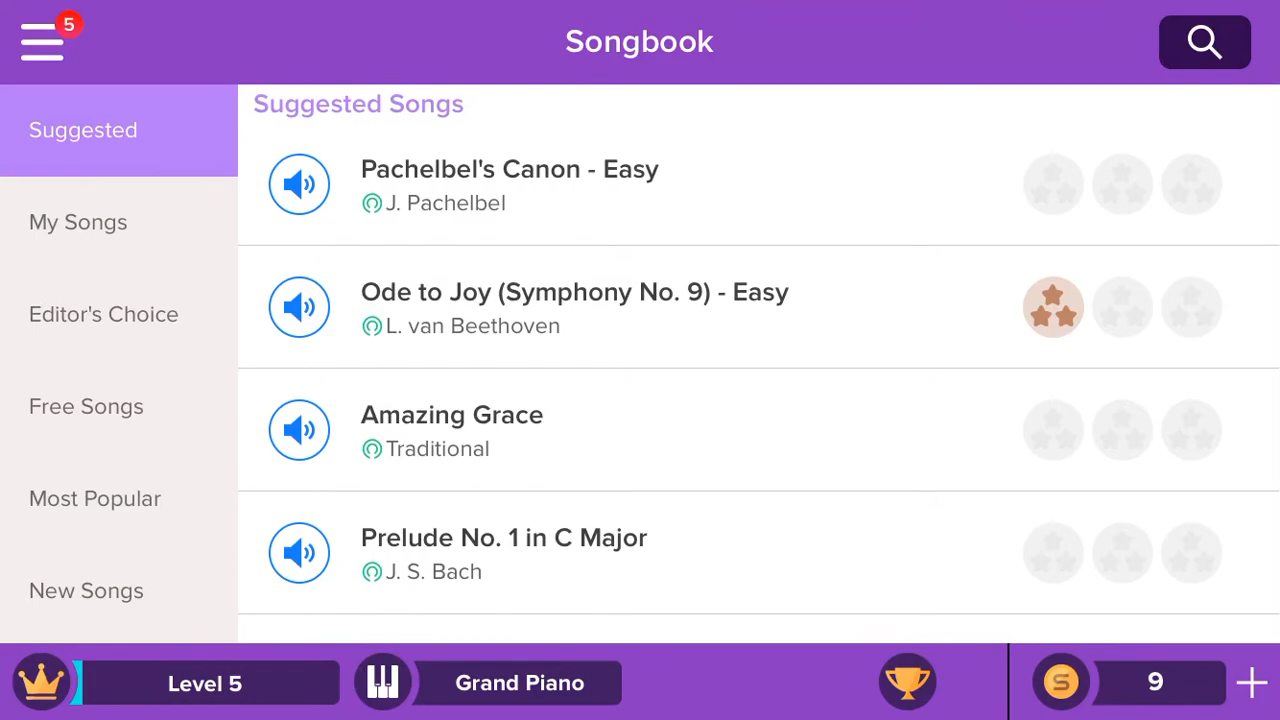 5
Songbook
Suggested
My Songs
Editor's Choice
Free Songs
Most Popular
New Songs
Suggested Songs
Pachelbel's Canon - Easy
J. Pachelbel
Ode to Joy (Symphony No. 9) - Easy
L. van Beethoven
Amazing Grace
Traditional
Prelude No. 1 in C Major
J. S. Bach
Level 5
Grand Piano
S
9